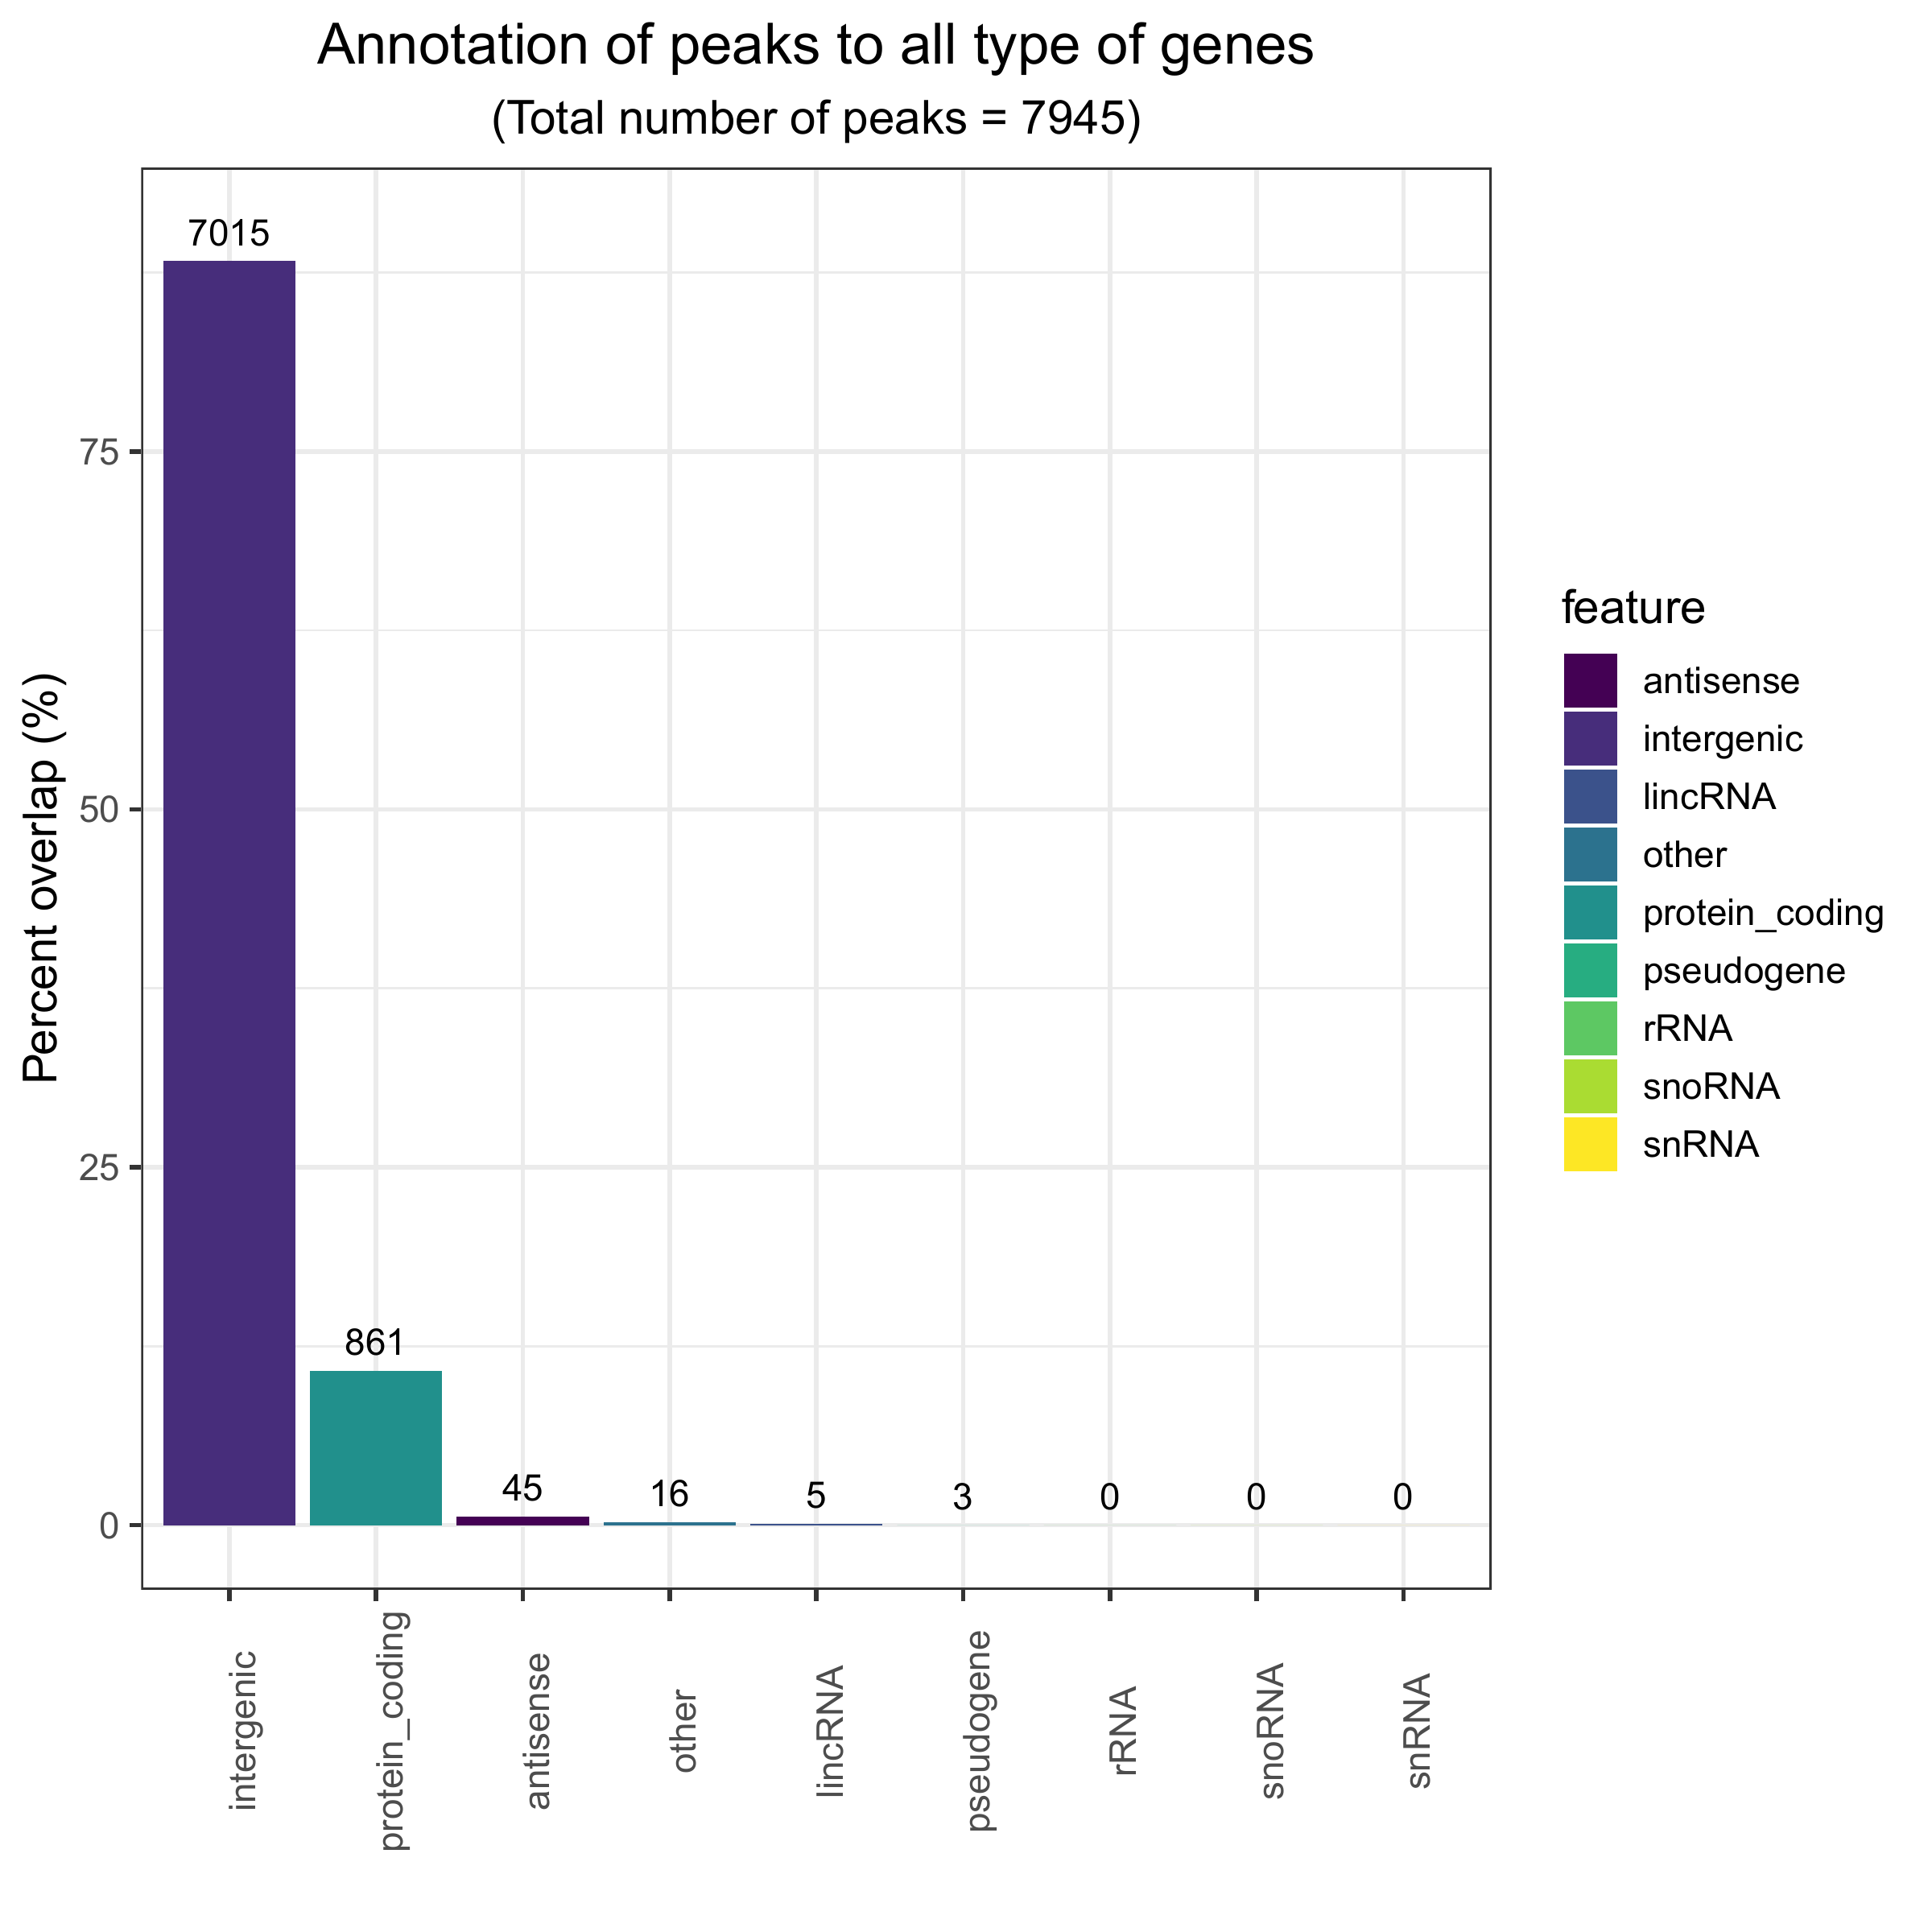 Annotation of peaks to all type of genes
(Total number of peaks = 7945)
Percent overlap (%)
75
50
25
0
7015
861
45
16
5
3
0
0
0
intergenic
protein_coding
antisense
other
lincRNA
pseudogene
rRNA
snoRNA
snRNA
feature
antisense
intergenic
lincRNA
other
protein_coding
pseudogene
rRNA
snoRNA
snRNA